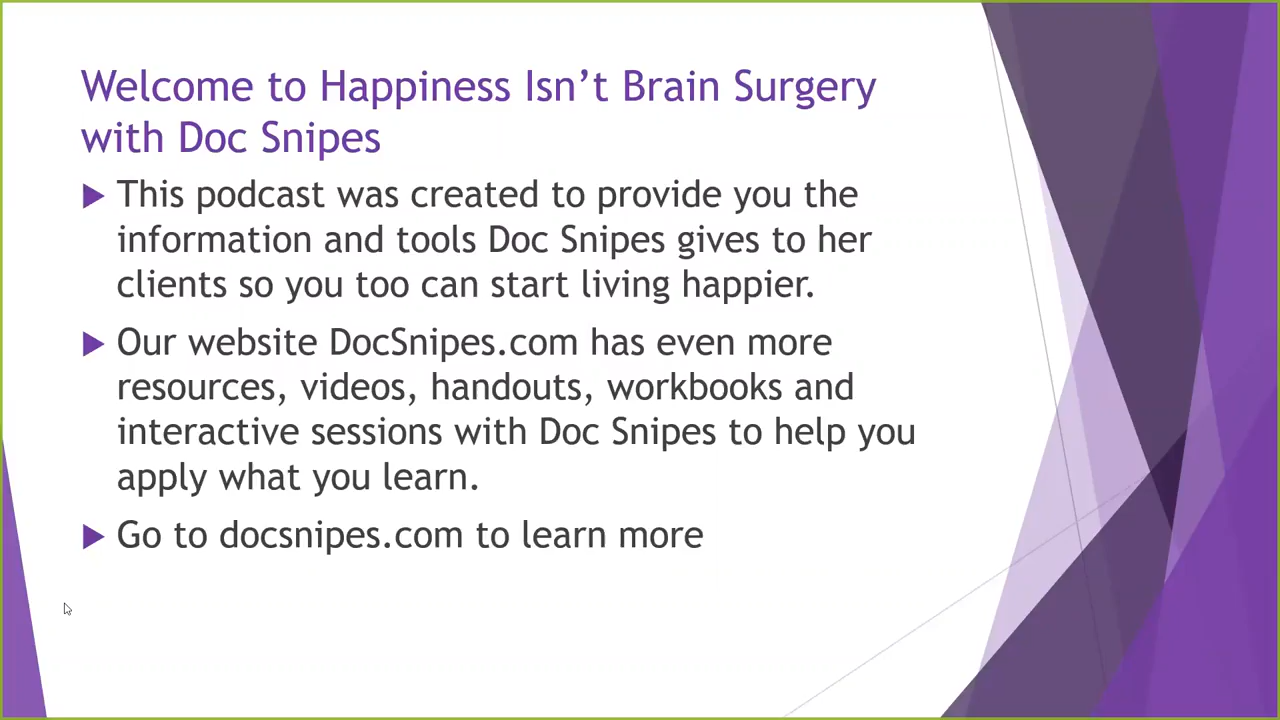 Welcome to Happiness Isn’t Brain Surgery
with Doc Snipes
This podcast was created to provide you the
information and tools Doc Snipes gives to her
clients so you too can start living happier.
Our website DocSnipes.com has even more
resources, videos, handouts, workbooks and
interactive sessions with Doc Snipes to help you
apply what you learn.
Go to docsnipes.com to learn more